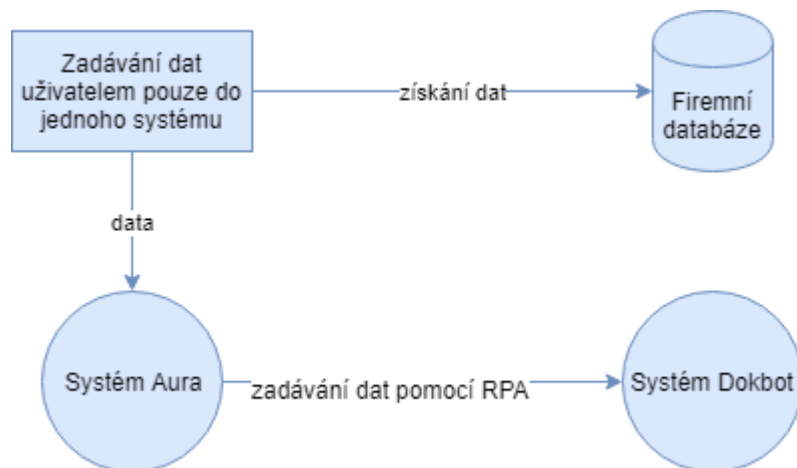 Zadávání dat
uživatelem pouze do
jednoho systému
získání dat
Firemní
databáze
data
Systém Aura
zadávání dat pomocí RPA
Systém Dokbot